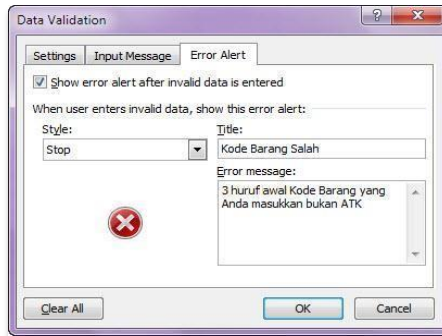 Data Validation
Settings
Input Message
Error Alert
Show error alert after invalid data is entered
When user enters invalid data, show this error alert:
Style:
Title:
Stop
Kode Barang Salah
Error message:
3 huruf awal Kode Barang yang
Anda masukkan bukan ATK
Clear All
OK
Cancel